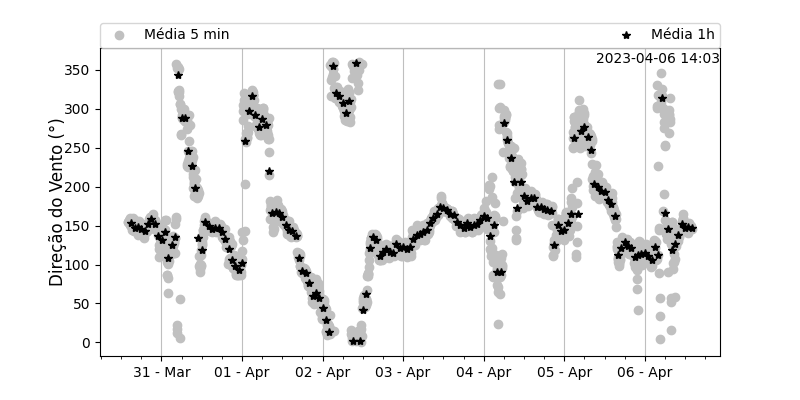 Média 5 min
Média 1h
2023-04-06 14:03
Direção do Vento (°)
350
300
250
200
150
100
50
0
31 - Mar
01 - Apr
02 - Apr
03 - Apr
04 - Apr
05 - Apr
06 - Apr